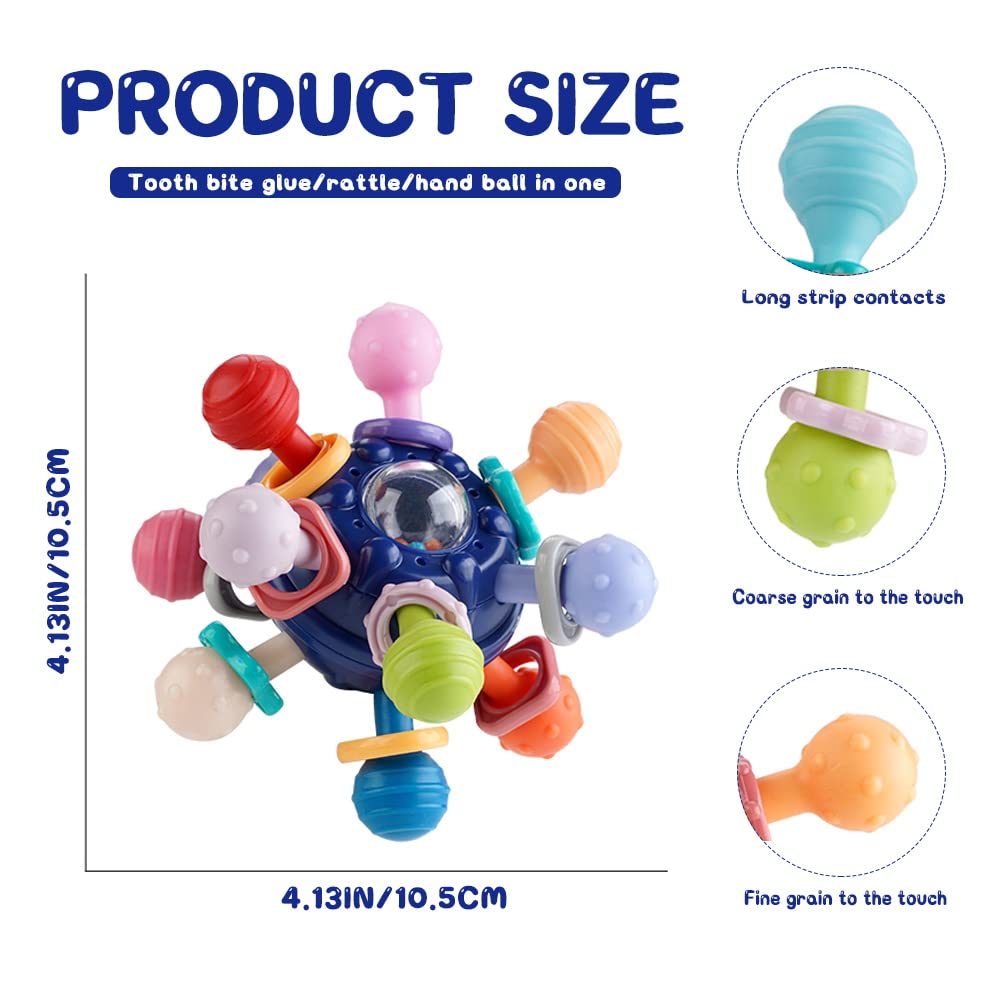 PRODUCT SIZE
Tooth bite glue/rattle/hand ball in one
Long strip contacts
4.13IN/10.5CM
Coarse grain to the touch
4.13IN/10.5CM
Fine grain to the touch